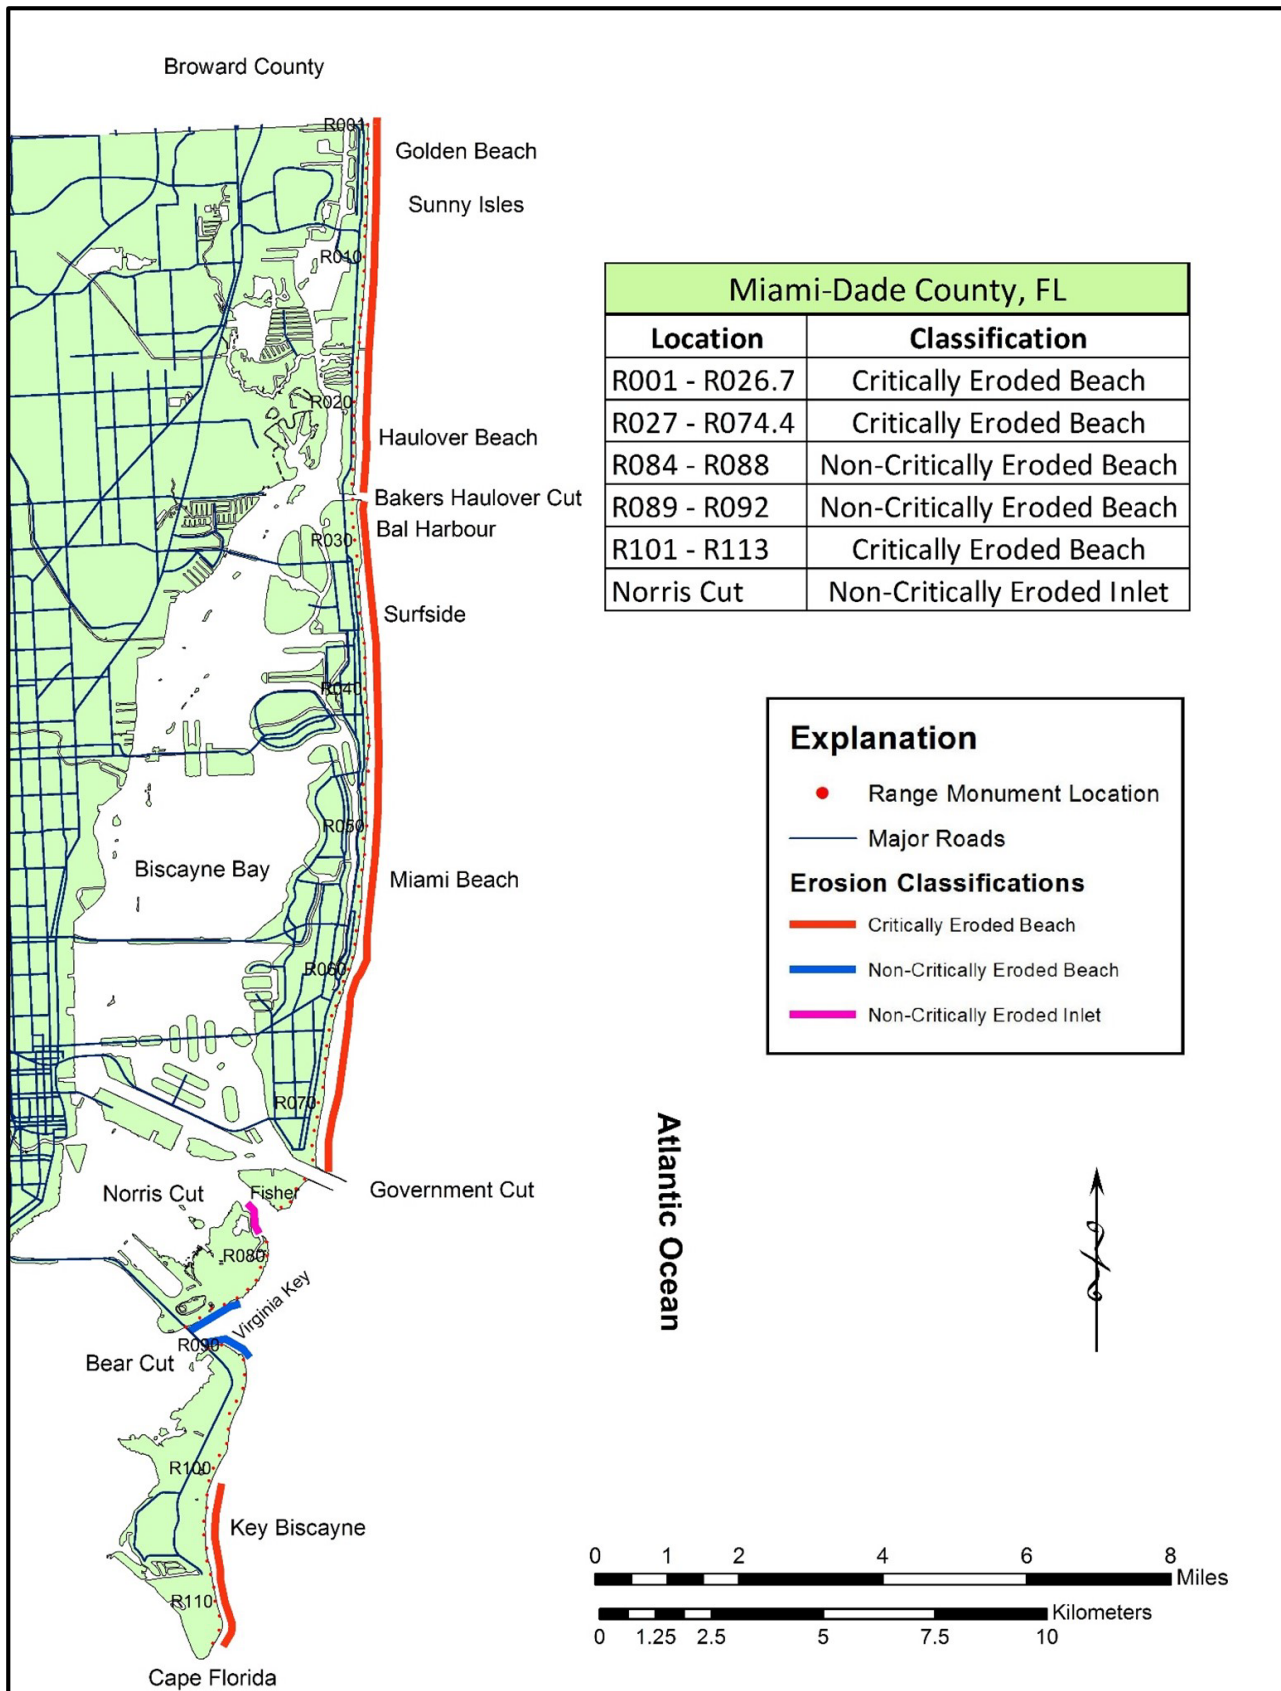 Broward County
R001
Golden Beach
Sunny Isles
R010
Miami-Dade County, FL
Location Classification
R001 - R026.7 Critically Eroded Beach
R027 - R074.4 Critically Eroded Beach
R084 - R088 Non-Critically Eroded Beach
R089 - R092 Non-Critically Eroded Beach
R101 - R113 Critically Eroded Beach
Norris Cut Non-Critically Eroded Inlet
R020
Haulover Beach
Bakers Haulover Cut
Bal Harbour
R030
Surfside
R040
Explanation
Range Monument Location
Major Roads
Erosion Classifications
Critically Eroded Beach
Non-Critically Eroded Beach
Non-Critically Eroded Inlet
R050
Biscayne Bay
Miami Beach
R060
R070
Atlantic Ocean
Government Cut
Norris Cut
Fisher
R080
Virginia Key
R090
Bear Cut
R100
Key Biscayne
R110
Cape Florida
0 1 2 4 6 8
Miles
Kilometers
0 1.25 2.5 5 7.5 10